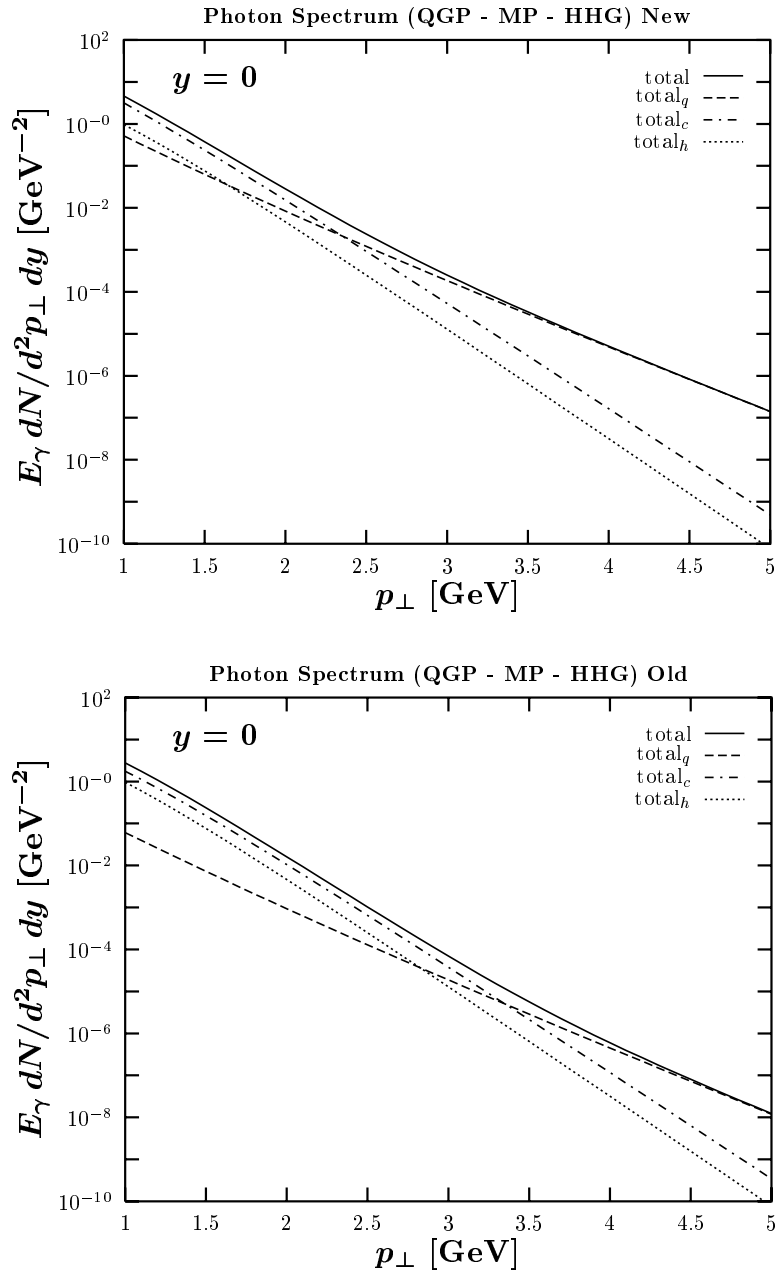 Photon Spectrum (QGP - MP - HHG) New
y = 0
total
total_q
total_c
total_h
10^2
10^−0
10^−2
10^−4
10^−6
10^−8
10^−10
E_γ dN/d^2p_⊥ dy [GeV^−2]
1 1.5 2 2.5 3 3.5 4 4.5 5
p_⊥ [GeV]
Photon Spectrum (QGP - MP - HHG) Old
y = 0
total
total_q
total_c
total_h
10^2
10^−0
10^−2
10^−4
10^−6
10^−8
10^−10
E_γ dN/d^2p_⊥ dy [GeV^−2]
1 1.5 2 2.5 3 3.5 4 4.5 5
p_⊥ [GeV]